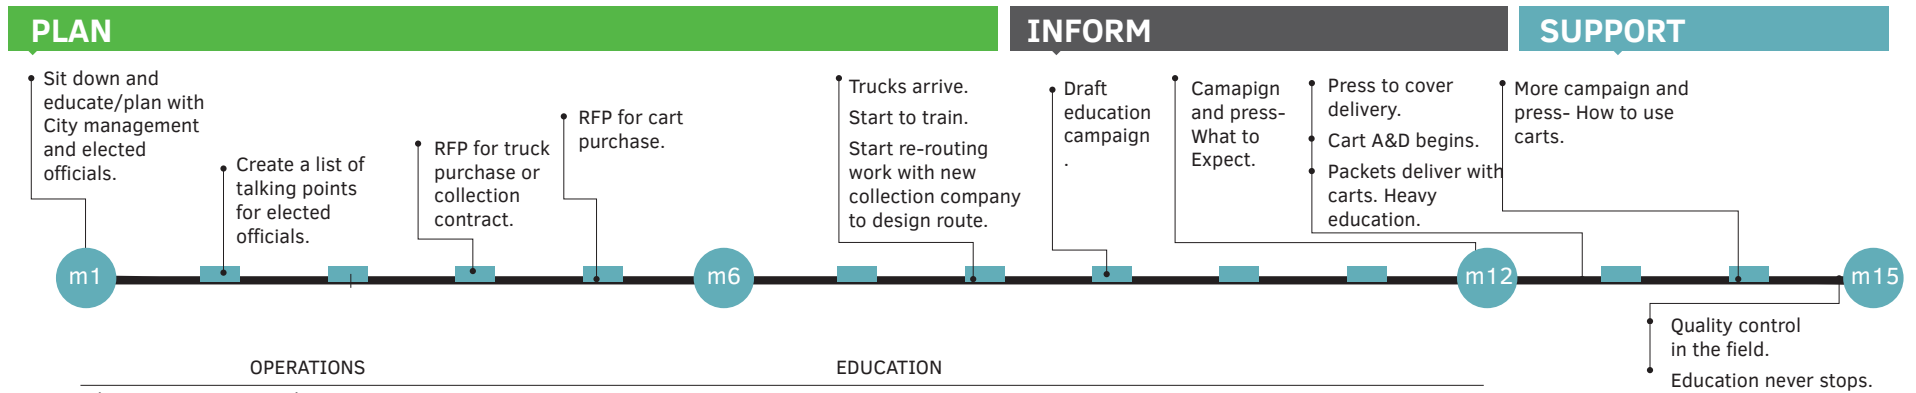 PLAN
INFORM
SUPPORT
Sit down and
educate/plan with
City management
and elected
officials.
Create a list of
talking points
for elected
officials.
RFP for truck
purchase or
collection
contract.
RFP for cart
purchase.
Trucks arrive.
Start to train.
Start re-routing
work with new
collection company
to design route.
Draft
education
campaign
.
Camapign
and press-
What to
Expect.
Press to cover
delivery.
Cart A&D begins.
Packets deliver with
carts. Heavy
education.
More campaign and
press- How to use
carts.
m1
m6
m12
m15
Quality control
in the field.
Education never stops.
OPERATIONS
EDUCATION